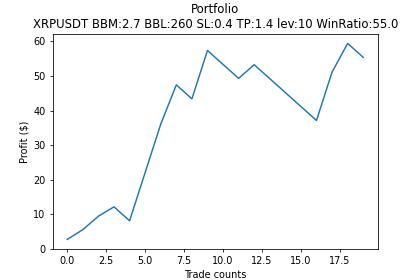 Portfolio
XRPUSDT BBM:2.7 BBL:260 SL:0.4 TP:1.4 lev:10 WinRatio:55.0
60
50
40
30
20
10
0
Profit ($)
0.0 2.5 5.0 7.5 10.0 12.5 15.0 17.5
Trade counts